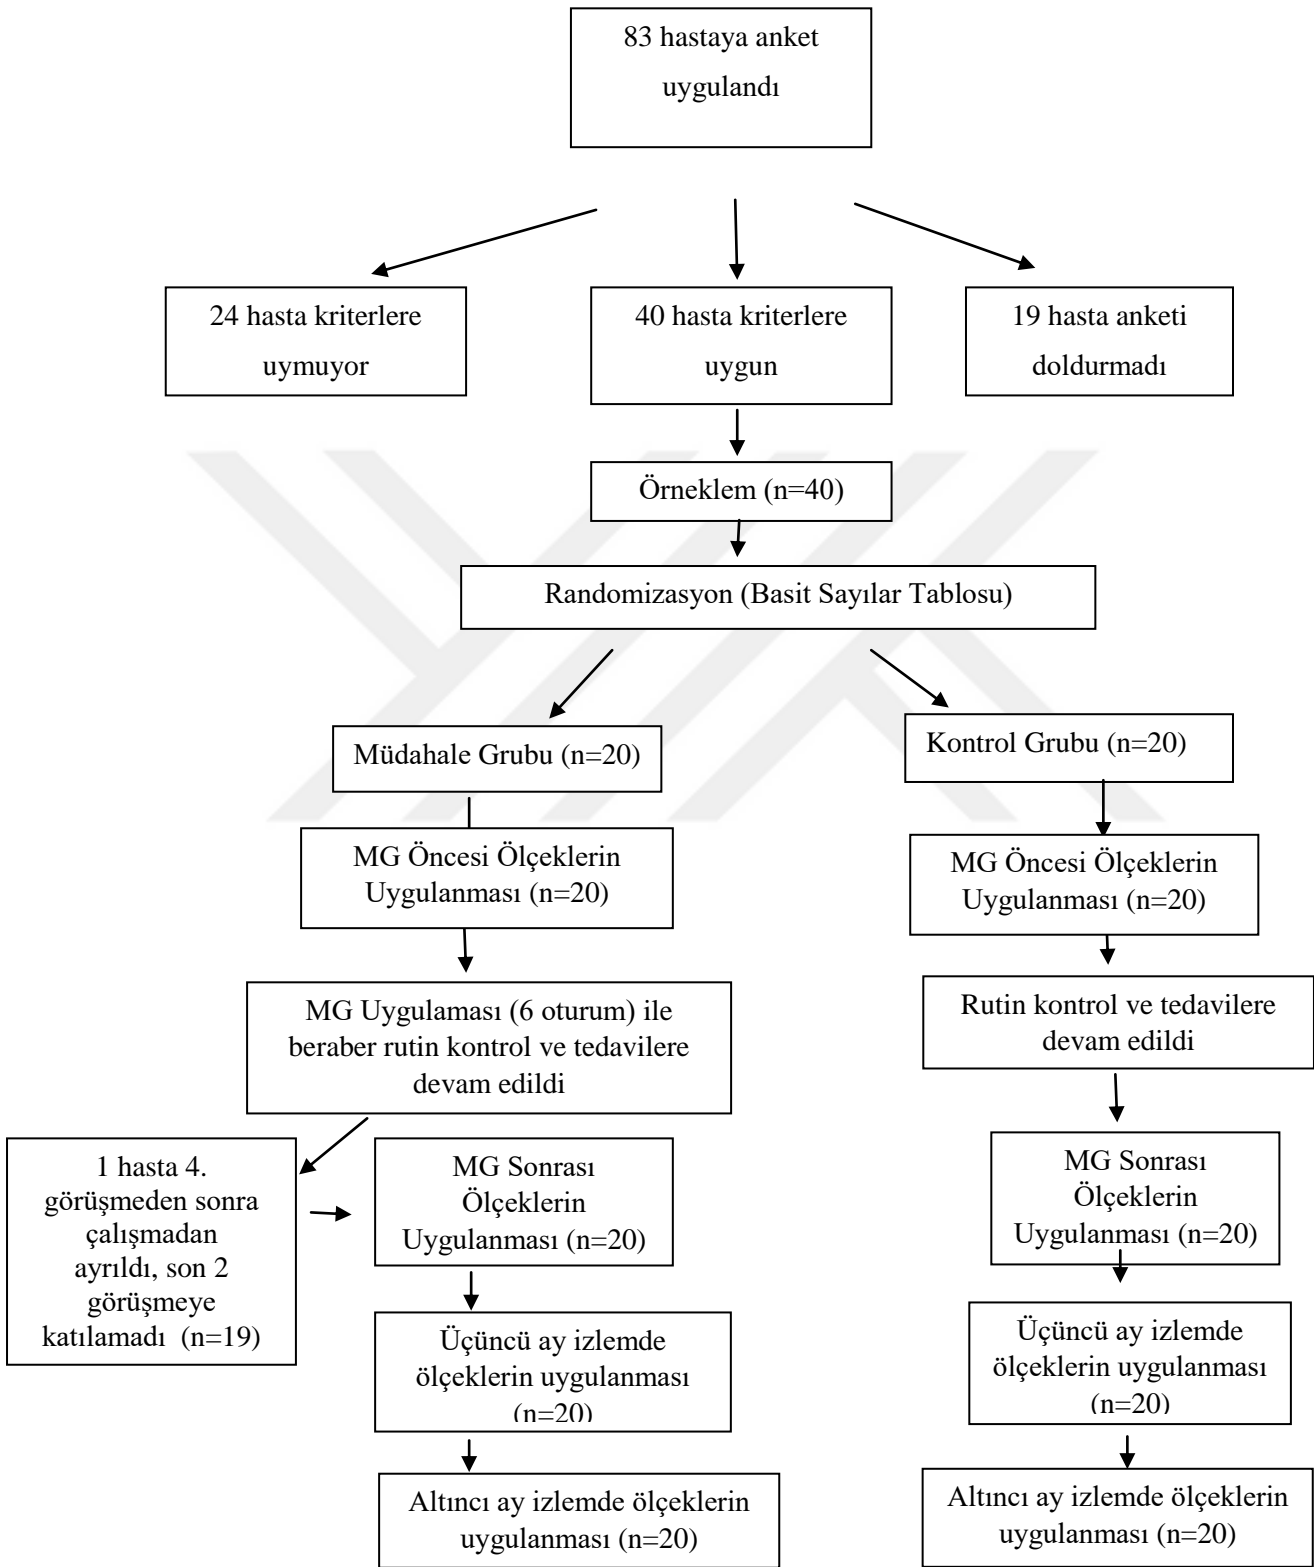 83 hastaya anket
uygulandı
24 hasta kriterlere
uymuyor
40 hasta kriterlere
uygun
19 hasta anketi
doldurmadı
Örneklem (n=40)
Randomizasyon (Basit Sayılar Tablosu)
Müdahale Grubu (n=20)
Kontrol Grubu (n=20)
MG Öncesi Ölçeklerin
Uygulanması (n=20)
MG Öncesi Ölçeklerin
Uygulanması (n=20)
MG Uygulaması (6 oturum) ile
beraber rutin kontrol ve tedavilere
devam edildi
Rutin kontrol ve tedavilere
devam edildi
1 hasta 4.
görüşmeden sonra
çalışmadan
ayrıldı, son 2
görüşmeye
katılamadı (n=19)
MG Sonrası
Ölçeklerin
Uygulanması (n=20)
MG Sonrası
Ölçeklerin
Uygulanması (n=20)
Üçüncü ay izlemde
ölçeklerin uygulanması
(n=20)
Üçüncü ay izlemde
ölçeklerin uygulanması
(n=20)
Altıncı ay izlemde ölçeklerin
uygulanması (n=20)
Altıncı ay izlemde ölçeklerin
uygulanması (n=20)